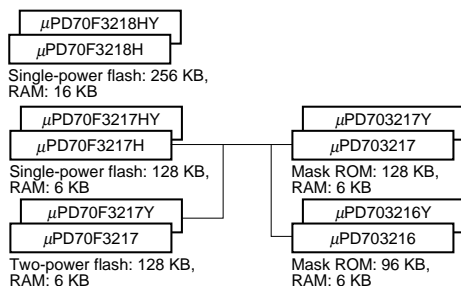 μPD70F3218HY
μPD70F3218H
Single-power flash: 256 KB,
RAM: 16 KB
μPD70F3217HY
μPD70F3217H
Single-power flash: 128 KB,
RAM: 6 KB
μPD70F3217Y
μPD70F3217
Two-power flash: 128 KB,
RAM: 6 KB
μPD703217Y
μPD703217
Mask ROM: 128 KB,
RAM: 6 KB
μPD703216Y
μPD703216
Mask ROM: 96 KB,
RAM: 6 KB